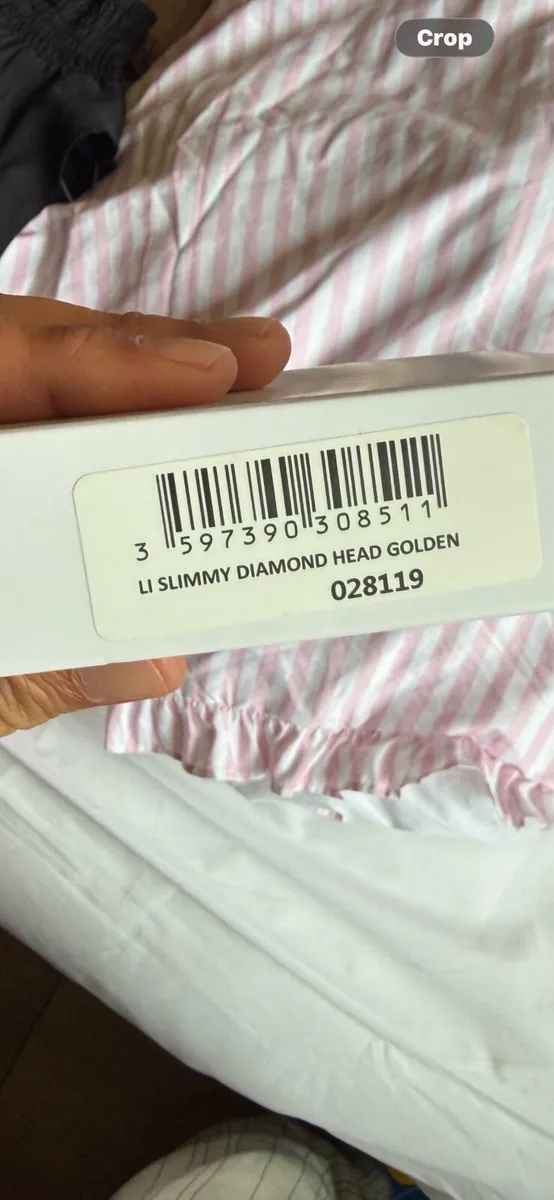 Crop
3 597390 308511
LI SLIMMY DIAMOND HEAD GOLDEN
028119